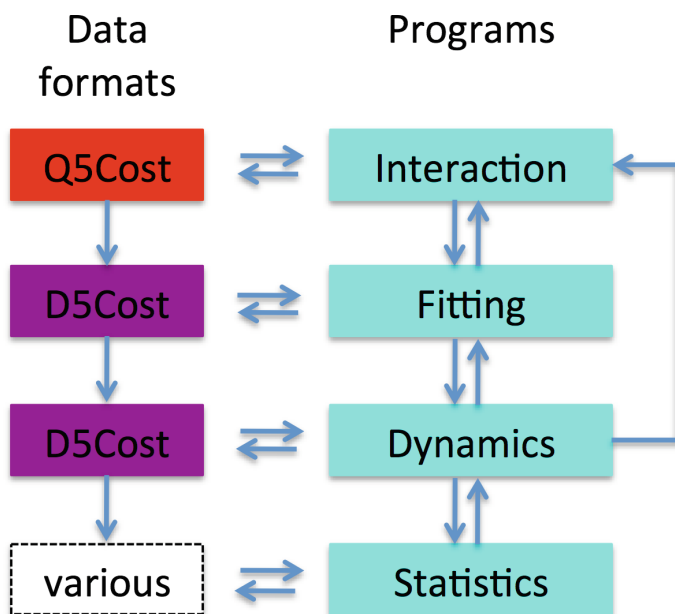 Data
formats
Programs
Q5Cost
Interaction
D5Cost
Fitting
D5Cost
Dynamics
various
Statistics